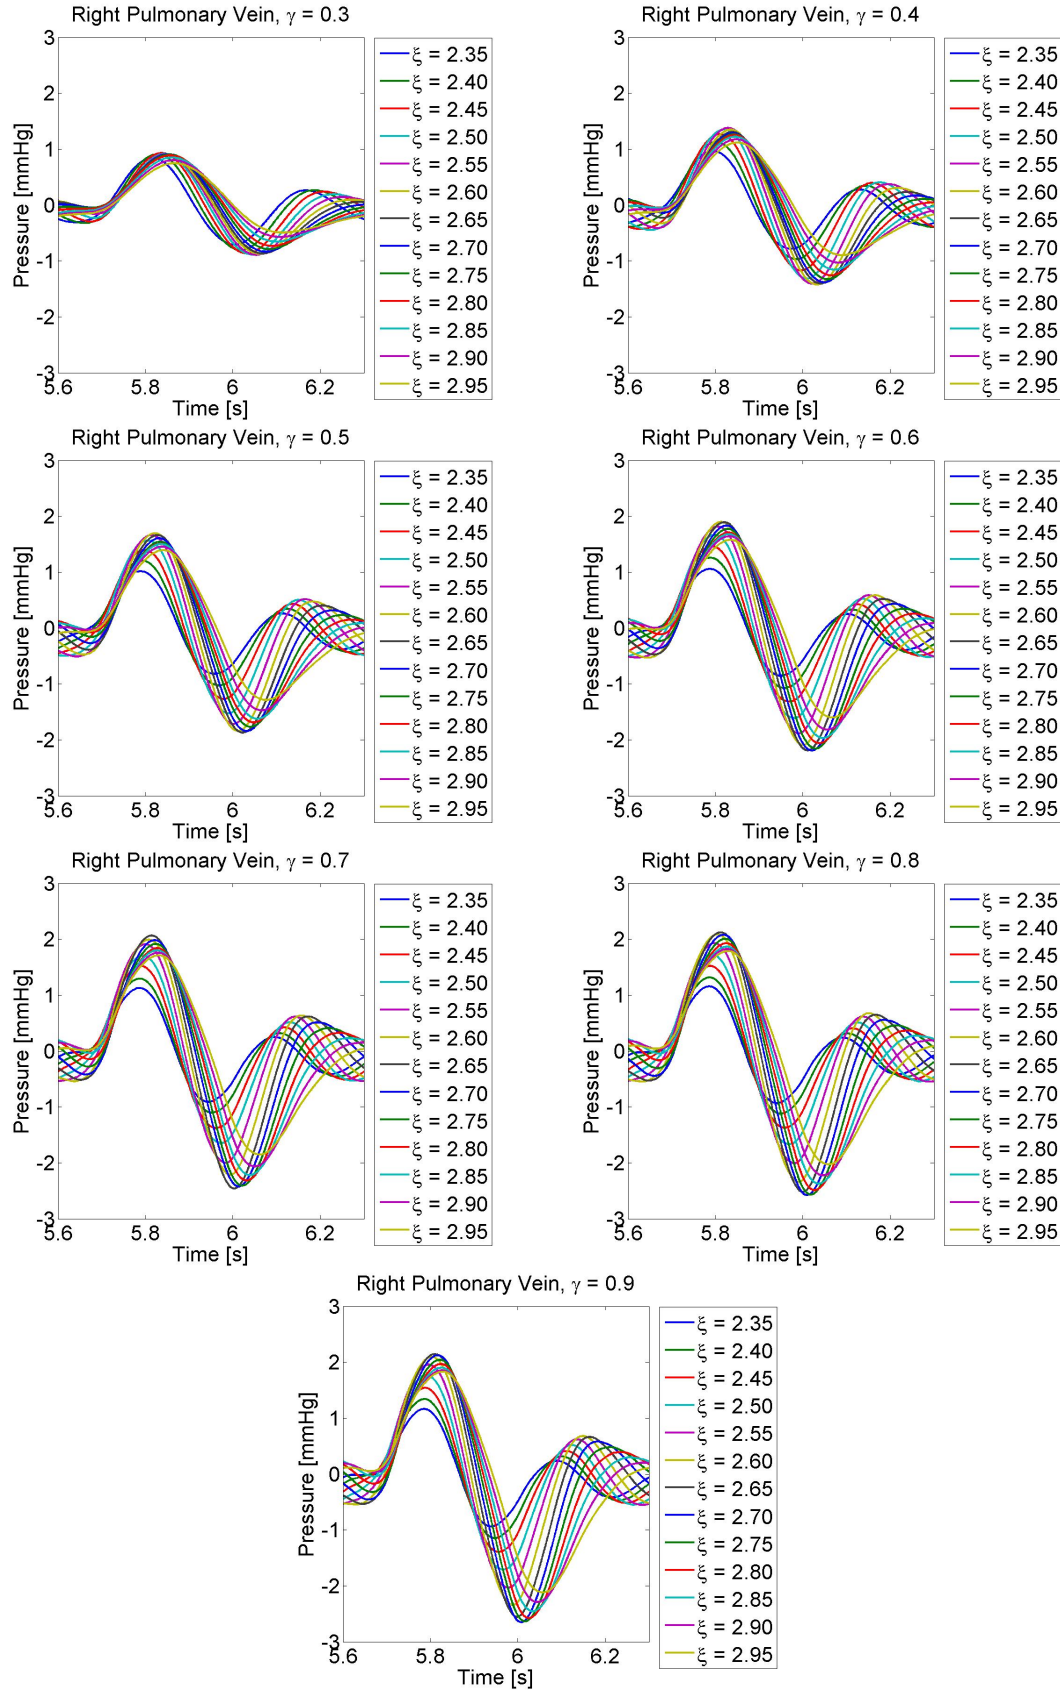 Right Pulmonary Vein, γ = 0.3
Pressure [mmHg]
3
2
1
0
-1
-2
-3
5.6 5.8 6 6.2
Time [s]
ξ = 2.35
ξ = 2.40
ξ = 2.45
ξ = 2.50
ξ = 2.55
ξ = 2.60
ξ = 2.65
ξ = 2.70
ξ = 2.75
ξ = 2.80
ξ = 2.85
ξ = 2.90
ξ = 2.95
Right Pulmonary Vein, γ = 0.4
Pressure [mmHg]
3
2
1
0
-1
-2
-3
5.6 5.8 6 6.2
Time [s]
ξ = 2.35
ξ = 2.40
ξ = 2.45
ξ = 2.50
ξ = 2.55
ξ = 2.60
ξ = 2.65
ξ = 2.70
ξ = 2.75
ξ = 2.80
ξ = 2.85
ξ = 2.90
ξ = 2.95
Right Pulmonary Vein, γ = 0.5
Pressure [mmHg]
3
2
1
0
-1
-2
-3
5.6 5.8 6 6.2
Time [s]
ξ = 2.35
ξ = 2.40
ξ = 2.45
ξ = 2.50
ξ = 2.55
ξ = 2.60
ξ = 2.65
ξ = 2.70
ξ = 2.75
ξ = 2.80
ξ = 2.85
ξ = 2.90
ξ = 2.95
Right Pulmonary Vein, γ = 0.6
Pressure [mmHg]
3
2
1
0
-1
-2
-3
5.6 5.8 6 6.2
Time [s]
ξ = 2.35
ξ = 2.40
ξ = 2.45
ξ = 2.50
ξ = 2.55
ξ = 2.60
ξ = 2.65
ξ = 2.70
ξ = 2.75
ξ = 2.80
ξ = 2.85
ξ = 2.90
ξ = 2.95
Right Pulmonary Vein, γ = 0.7
Pressure [mmHg]
3
2
1
0
-1
-2
-3
5.6 5.8 6 6.2
Time [s]
ξ = 2.35
ξ = 2.40
ξ = 2.45
ξ = 2.50
ξ = 2.55
ξ = 2.60
ξ = 2.65
ξ = 2.70
ξ = 2.75
ξ = 2.80
ξ = 2.85
ξ = 2.90
ξ = 2.95
Right Pulmonary Vein, γ = 0.8
Pressure [mmHg]
3
2
1
0
-1
-2
-3
5.6 5.8 6 6.2
Time [s]
ξ = 2.35
ξ = 2.40
ξ = 2.45
ξ = 2.50
ξ = 2.55
ξ = 2.60
ξ = 2.65
ξ = 2.70
ξ = 2.75
ξ = 2.80
ξ = 2.85
ξ = 2.90
ξ = 2.95
Right Pulmonary Vein, γ = 0.9
Pressure [mmHg]
3
2
1
0
-1
-2
-3
5.6 5.8 6 6.2
Time [s]
ξ = 2.35
ξ = 2.40
ξ = 2.45
ξ = 2.50
ξ = 2.55
ξ = 2.60
ξ = 2.65
ξ = 2.70
ξ = 2.75
ξ = 2.80
ξ = 2.85
ξ = 2.90
ξ = 2.95